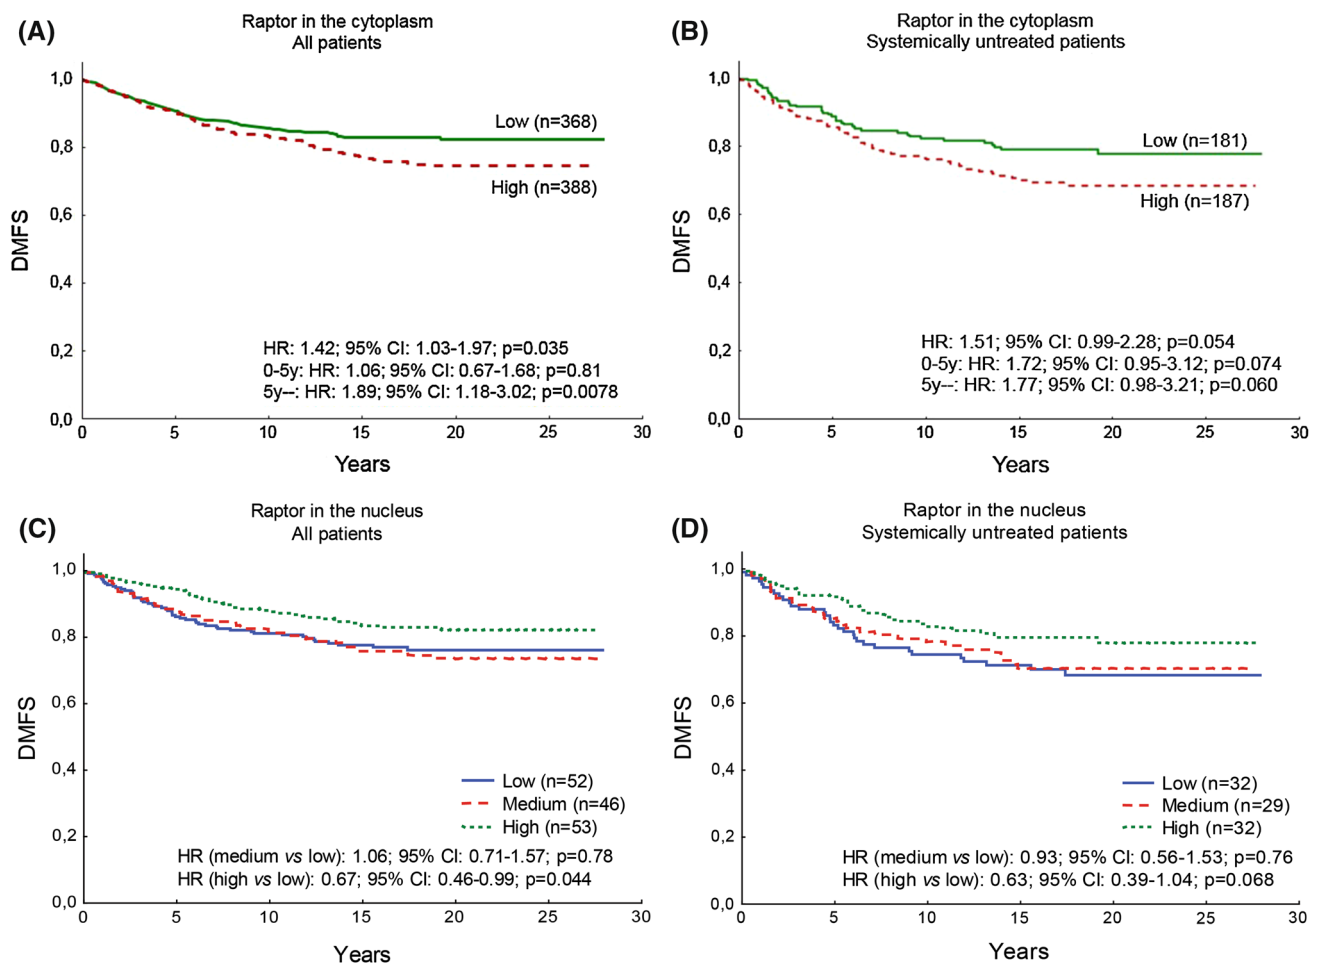 (A)
Raptor in the cytoplasm
All patients
DMFS
1,0
0,8
0,6
0,4
0,2
0,0
Low (n=368)
High (n=388)
HR: 1.42; 95% CI: 1.03-1.97; p=0.035
0-5y: HR: 1.06; 95% CI: 0.67-1.68; p=0.81
5y--: HR: 1.89; 95% CI: 1.18-3.02; p=0.0078
0 5 10 15 20 25 30
Years
(B)
Raptor in the cytoplasm
Systemically untreated patients
DMFS
1,0
0,8
0,6
0,4
0,2
0,0
Low (n=181)
High (n=187)
HR: 1.51; 95% CI: 0.99-2.28; p=0.054
0-5y: HR: 1.72; 95% CI: 0.95-3.12; p=0.074
5y--: HR: 1.77; 95% CI: 0.98-3.21; p=0.060
0 5 10 15 20 25 30
Years
(C)
Raptor in the nucleus
All patients
DMFS
1,0
0,8
0,6
0,4
0,2
0,0
Low (n=52)
Medium (n=46)
High (n=53)
HR (medium vs low): 1.06; 95% CI: 0.71-1.57; p=0.78
HR (high vs low): 0.67; 95% CI: 0.46-0.99; p=0.044
0 5 10 15 20 25 30
Years
(D)
Raptor in the nucleus
Systemically untreated patients
DMFS
1,0
0,8
0,6
0,4
0,2
0,0
Low (n=32)
Medium (n=29)
High (n=32)
HR (medium vs low): 0.93; 95% CI: 0.56-1.53; p=0.76
HR (high vs low): 0.63; 95% CI: 0.39-1.04; p=0.068
0 5 10 15 20 25 30
Years